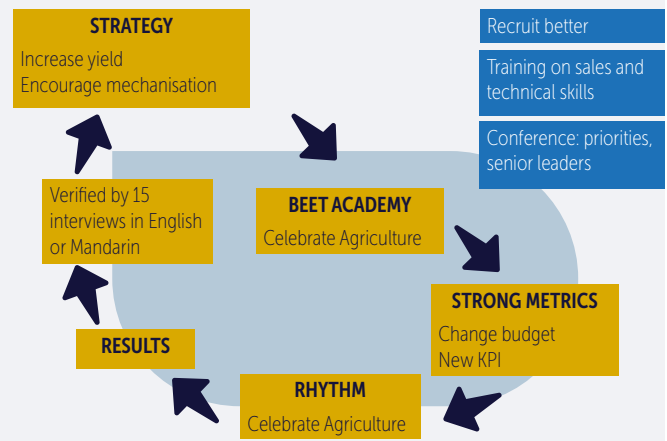 STRATEGY
Increase yield
Encourage mechanisation
Recruit better
Training on sales and
technical skills
Conference: priorities,
senior leaders
Verified by 15
interviews in English
or Mandarin
BEET ACADEMY
Celebrate Agriculture
STRONG METRICS
Change budget
New KPI
RESULTS
RHYTHM
Celebrate Agriculture